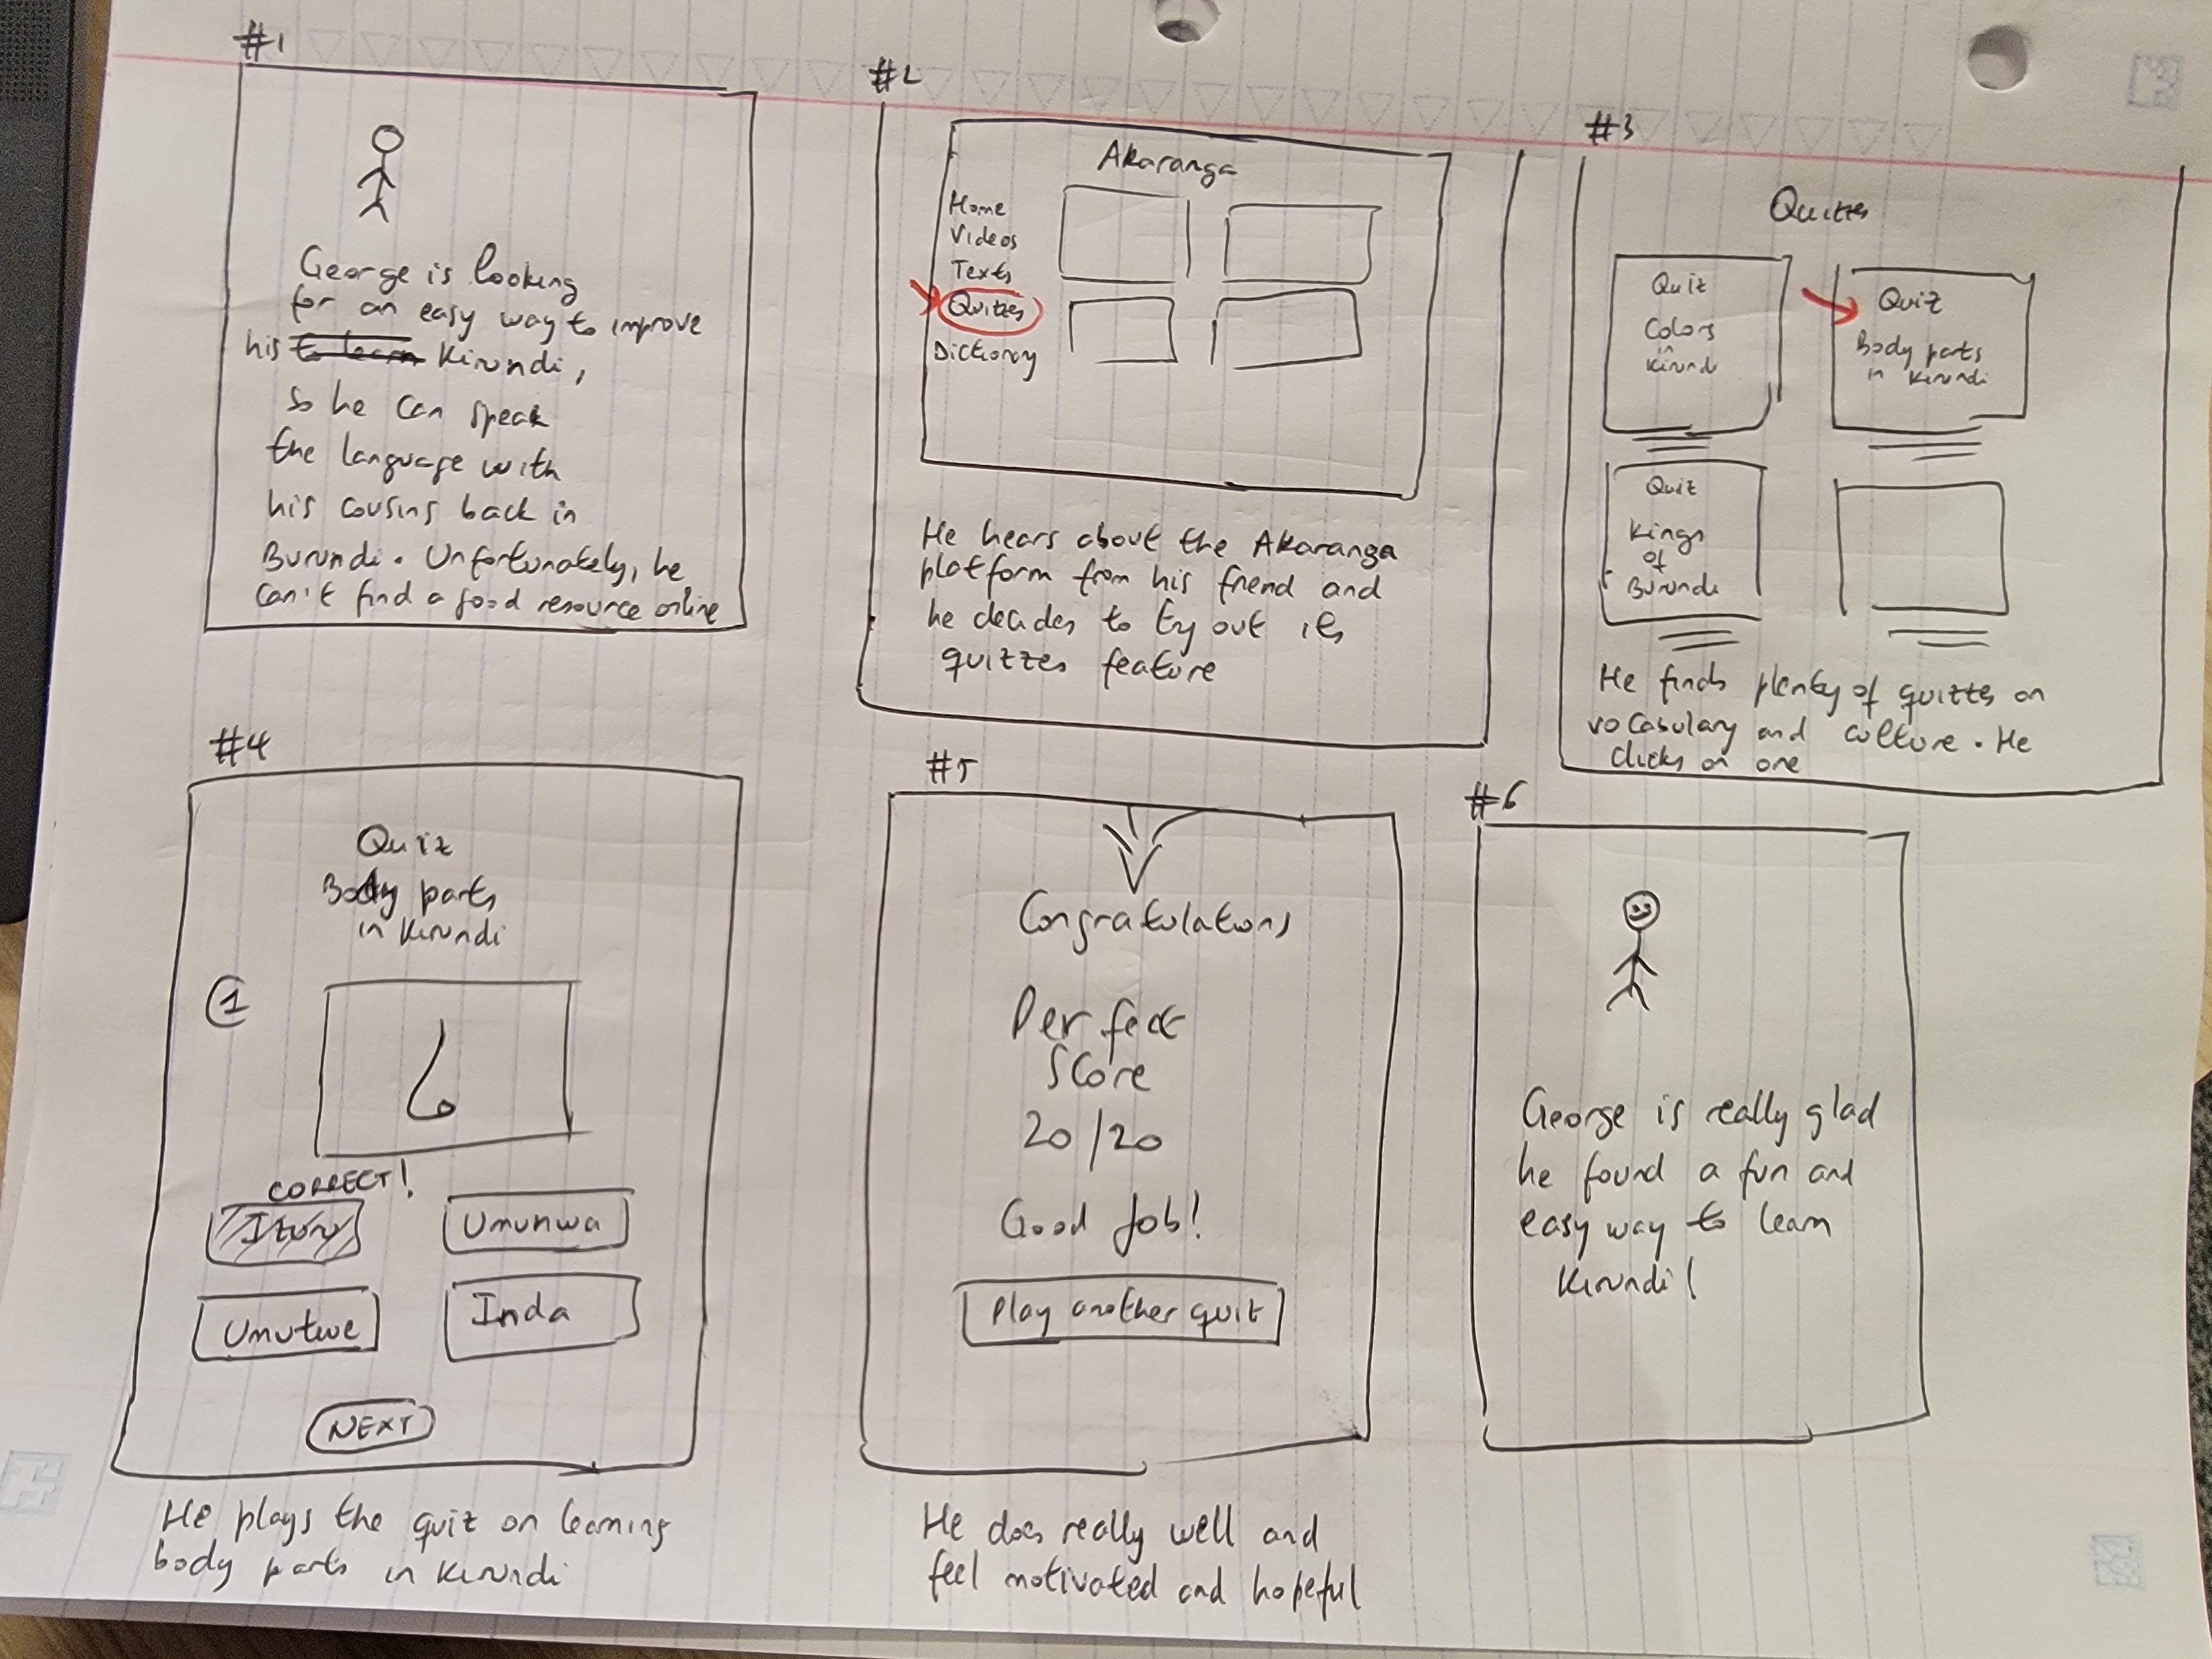 #1
George is looking
for an easy way to improve
his to learn Kirundi,
so he can speak
the language with
his cousins back in
Burundi. Unfortunately, he
can't find a good resource online
#2
Akaranga
Home
Videos
Texts
Quizzes
Dictionary
He hears about the Akaranga
platform from his friend and
he decides to try out its
quizzes feature
#3
Quizzes
Quiz
Colors
in
Kirundi
Quiz
Body parts
in Kirundi
Quiz
Kings
of
Burundi
He finds plenty of quizzes on
vocabulary and culture. He
clicks on one
#4
Quiz
Body parts
in Kirundi
1
CORRECT!
Umunwa
Umutwe
Inda
NEXT
He plays the quiz on learning
body parts in Kirundi
#5
Congratulations
Perfect
Score
20/20
Good Job!
Play another quiz
He does really well and
feel motivated and hopeful
#6
George is really glad
he found a fun and
easy way to learn
Kirundi!